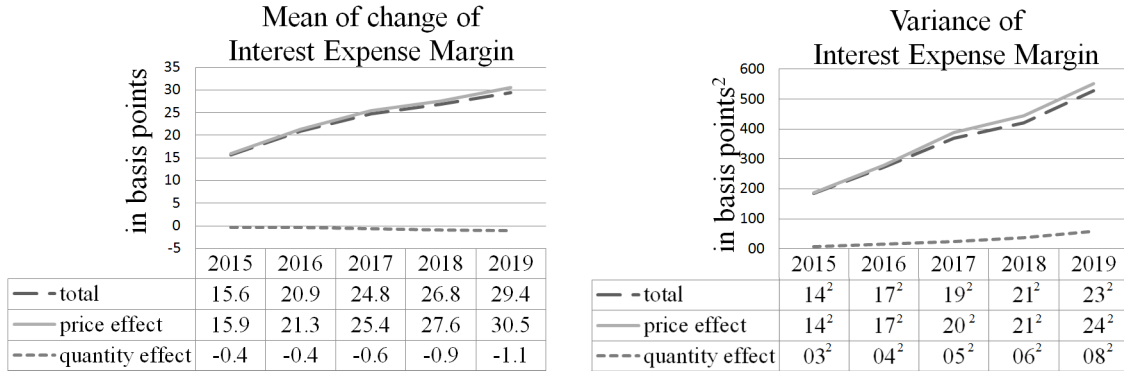 Mean of change of
Interest Expense Margin
in basis points
35
30
25
20
15
10
5
0
-5
2015 2016 2017 2018 2019
total 15.6 20.9 24.8 26.8 29.4
price effect 15.9 21.3 25.4 27.6 30.5
quantity effect -0.4 -0.4 -0.6 -0.9 -1.1
Variance of
Interest Expense Margin
in basis points²
600
500
400
300
200
100
00
2015 2016 2017 2018 2019
total 14² 17² 19² 21² 23²
price effect 14² 17² 20² 21² 24²
quantity effect 03² 04² 05² 06² 08²